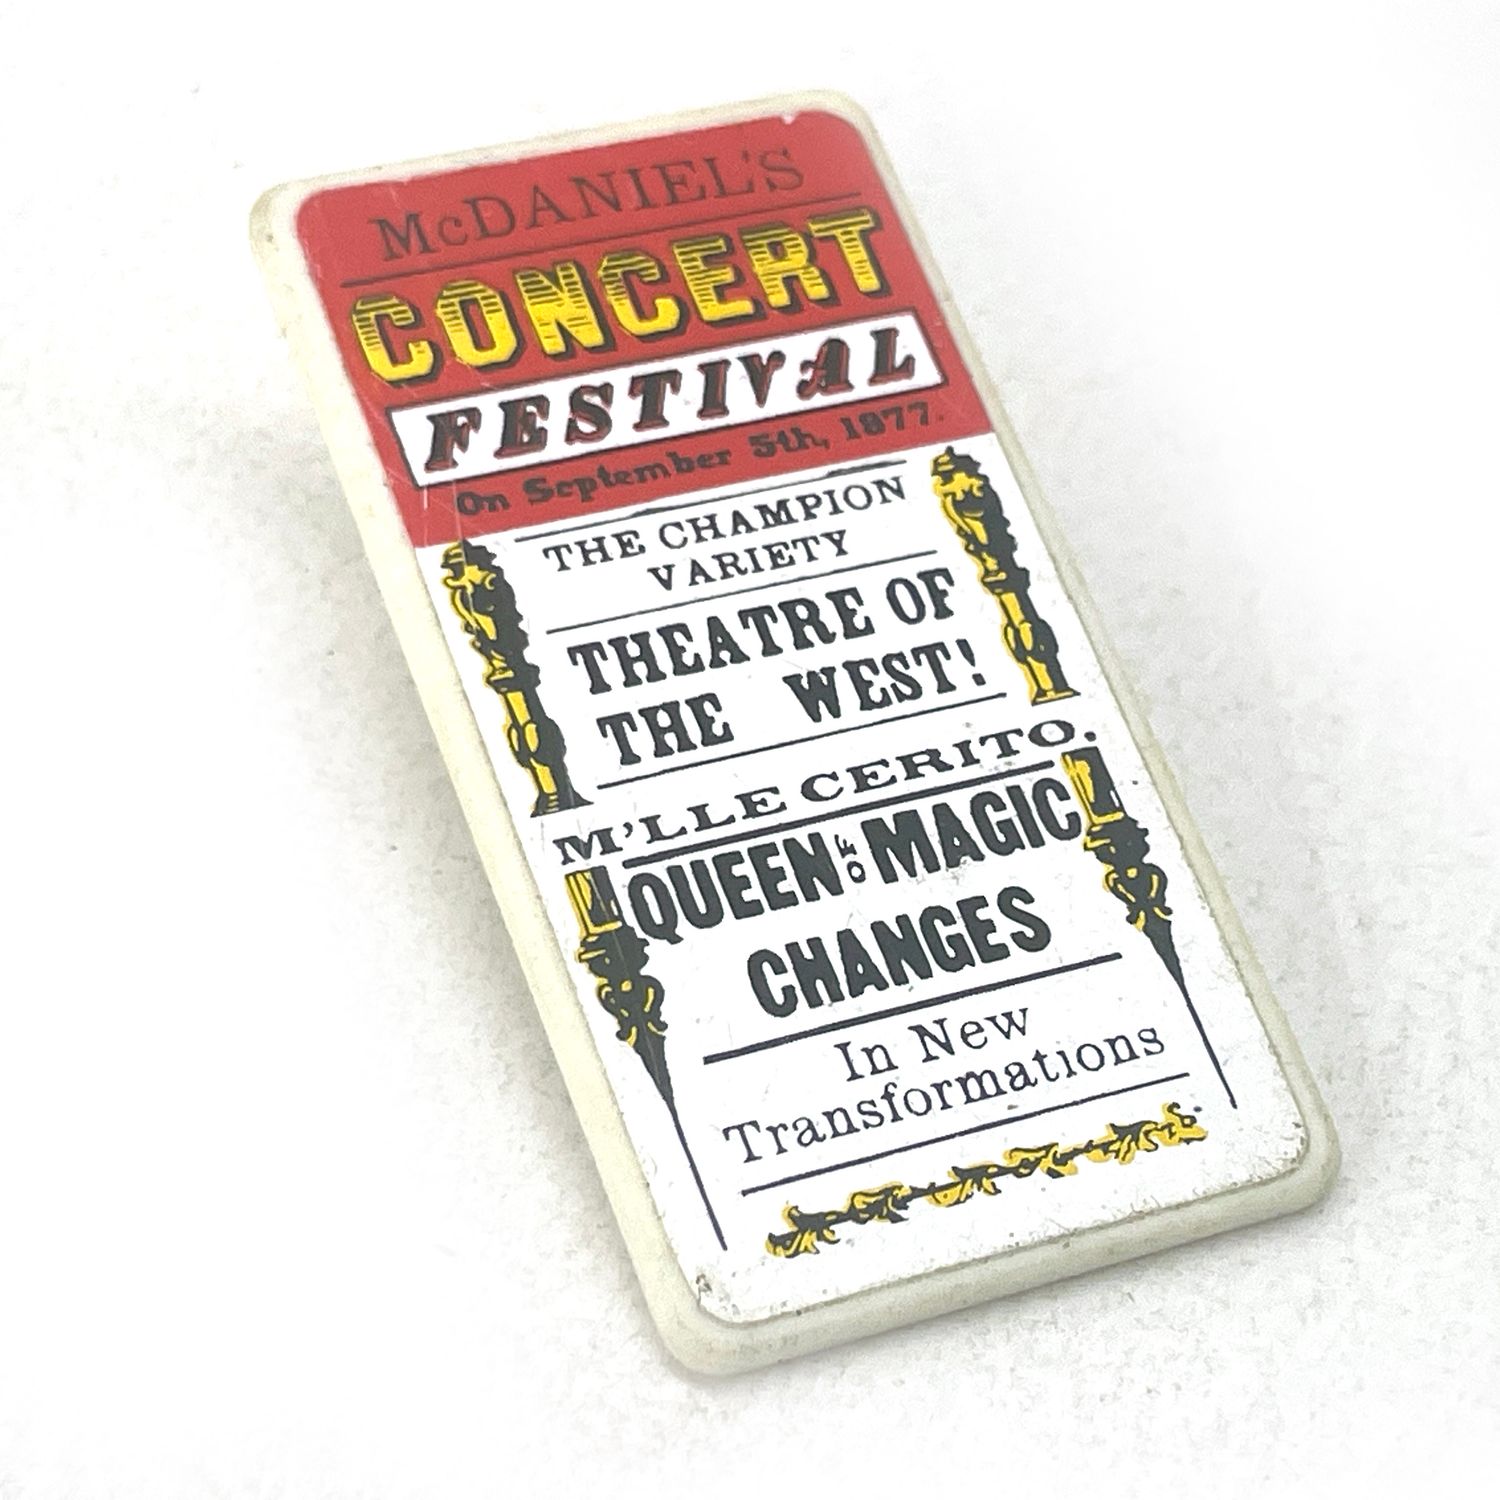 McDANIEL'S
CONCERT
FESTIVAL
On September 5th, 1877.
THE CHAMPION
VARIETY
THEATRE OF
THE WEST!
M'LLE CERITO.
QUEEN OF MAGIC
CHANGES
In New
Transformations